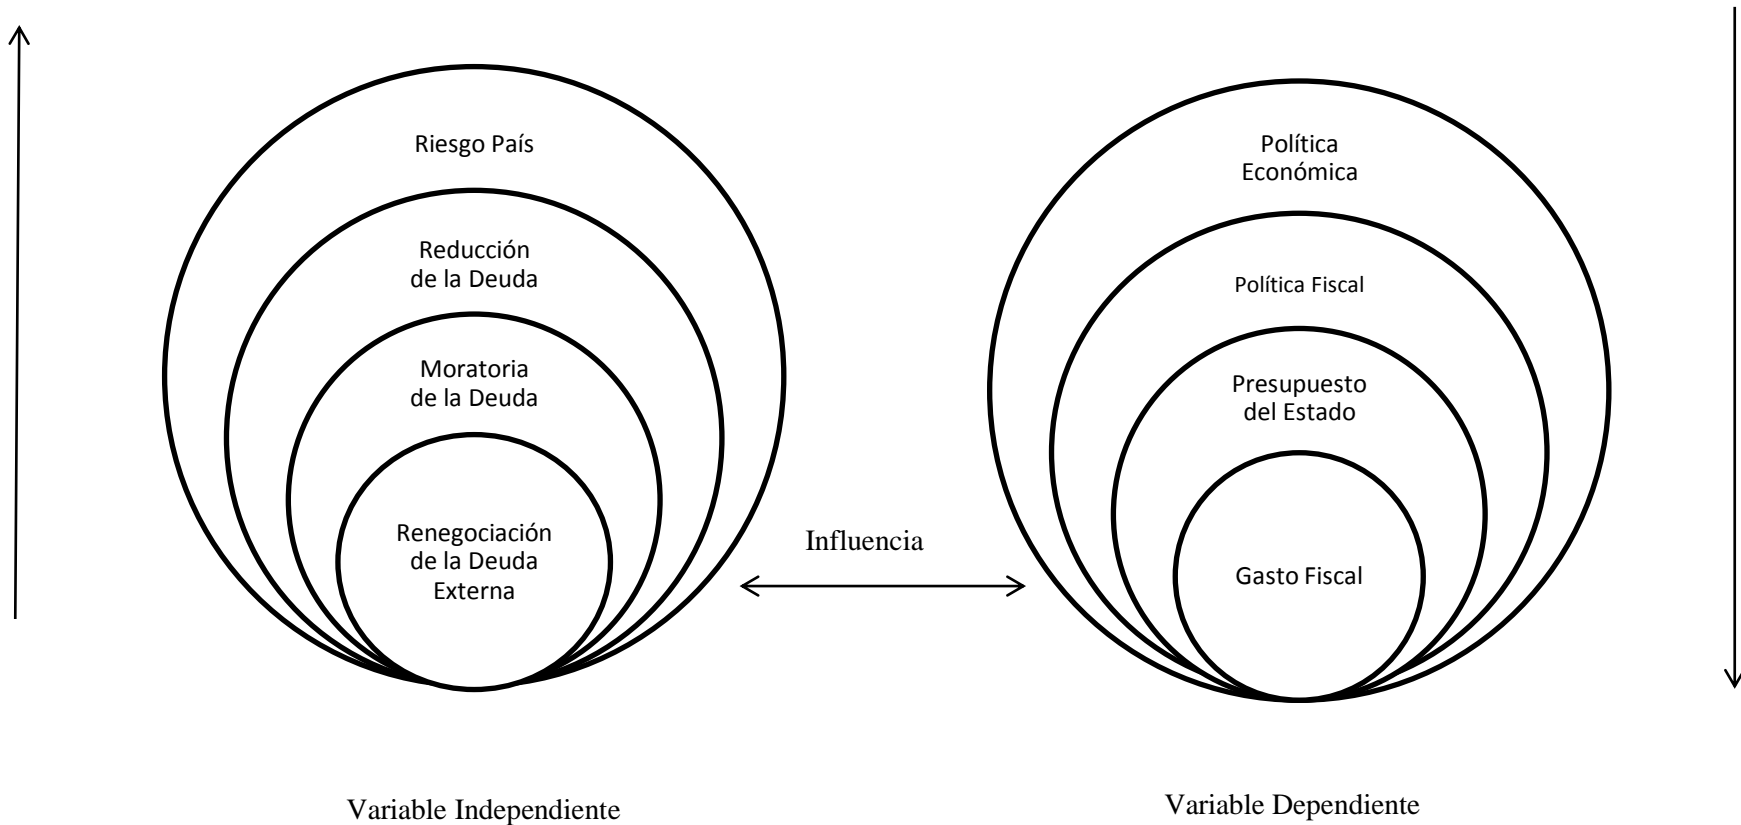 Riesgo País
Reducción
de la Deuda
Moratoria
de la Deuda
Renegociación
de la Deuda
Externa
Influencia
Política
Económica
Política Fiscal
Presupuesto
del Estado
Gasto Fiscal
Variable Independiente
Variable Dependiente